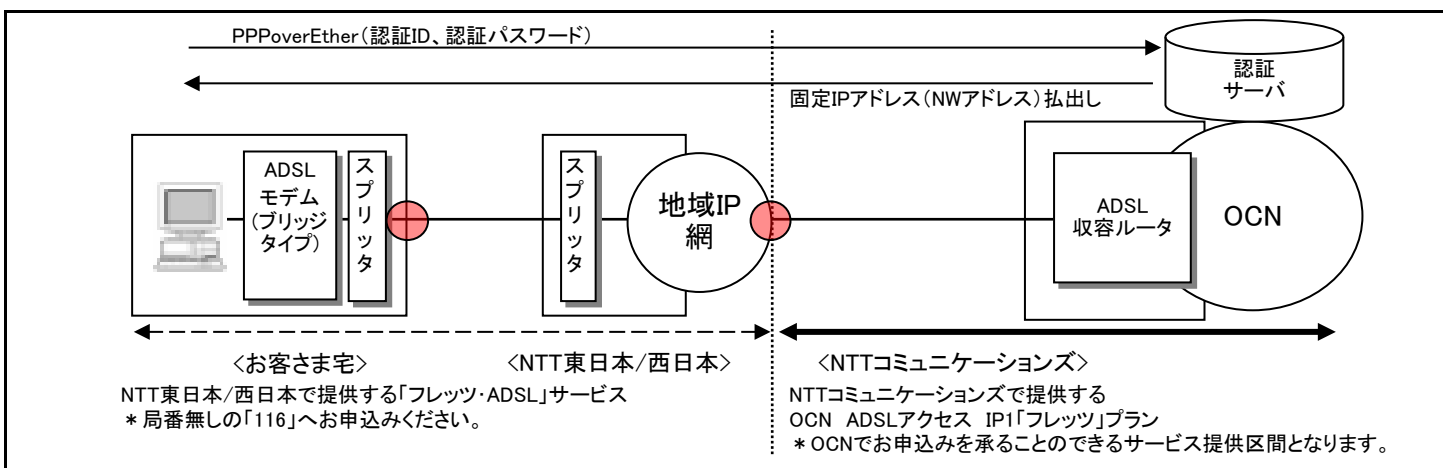 PPPoverEther(認証ID、認証パスワード)
認証
サーバ
固定IPアドレス(NWアドレス)払出し
ADSL
モデム
(ブリッジ
タイプ)
スプリッタ
スプリッタ
地域IP
網
ADSL
収容ルータ
OCN
<お客さま宅>
<NTT東日本/西日本>
<NTTコミュニケーションズ>
NTT東日本/西日本で提供する「フレッツ・ADSL」サービス
*局番無しの「116」へお申込みください。
NTTコミュニケーションズで提供する
OCN ADSLアクセス IP1「フレッツ」プラン
*OCNでお申込みを承ることのできるサービス提供区間となります。